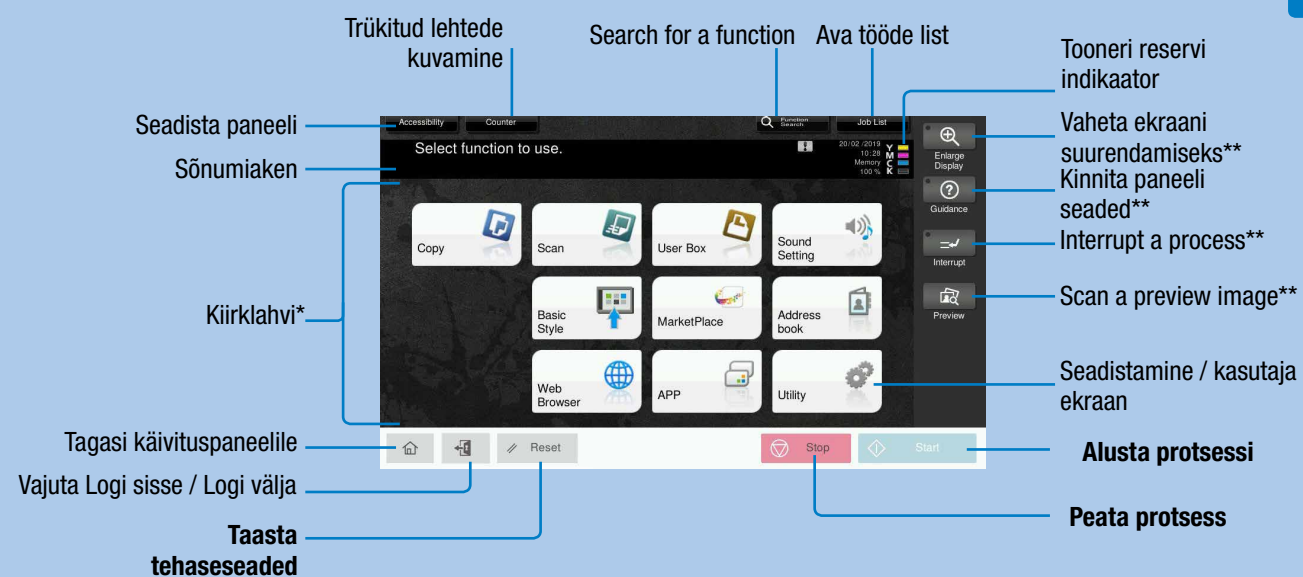 Trükitud lehtede
kuvamine
Search for a function
Ava tööde list
Tooneri reservi
indikaator
Seadista paneeli
Sõnumiaken
Kiirklahvi*
Tagasi käivituspaneelile
Vajuta Logi sisse / Logi välja
Taasta
tehaseseaded
Accessibility
Counter
Function
Search
Job List
Select function to use.
20/02/2019
10:28
Memory
100 %
Y
M
C
K
Copy
Scan
User Box
Sound
Setting
Basic
Style
MarketPlace
Address
book
Web
Browser
APP
Utility
Reset
Stop
Start
Enlarge
Display
Guidance
Interrupt
Preview
Vaheta ekraani
suurendamiseks**
Kinnita paneeli
seaded**
Interrupt a process**
Scan a preview image**
Seadistamine / kasutaja
ekraan
Alusta protsessi
Peata protsess